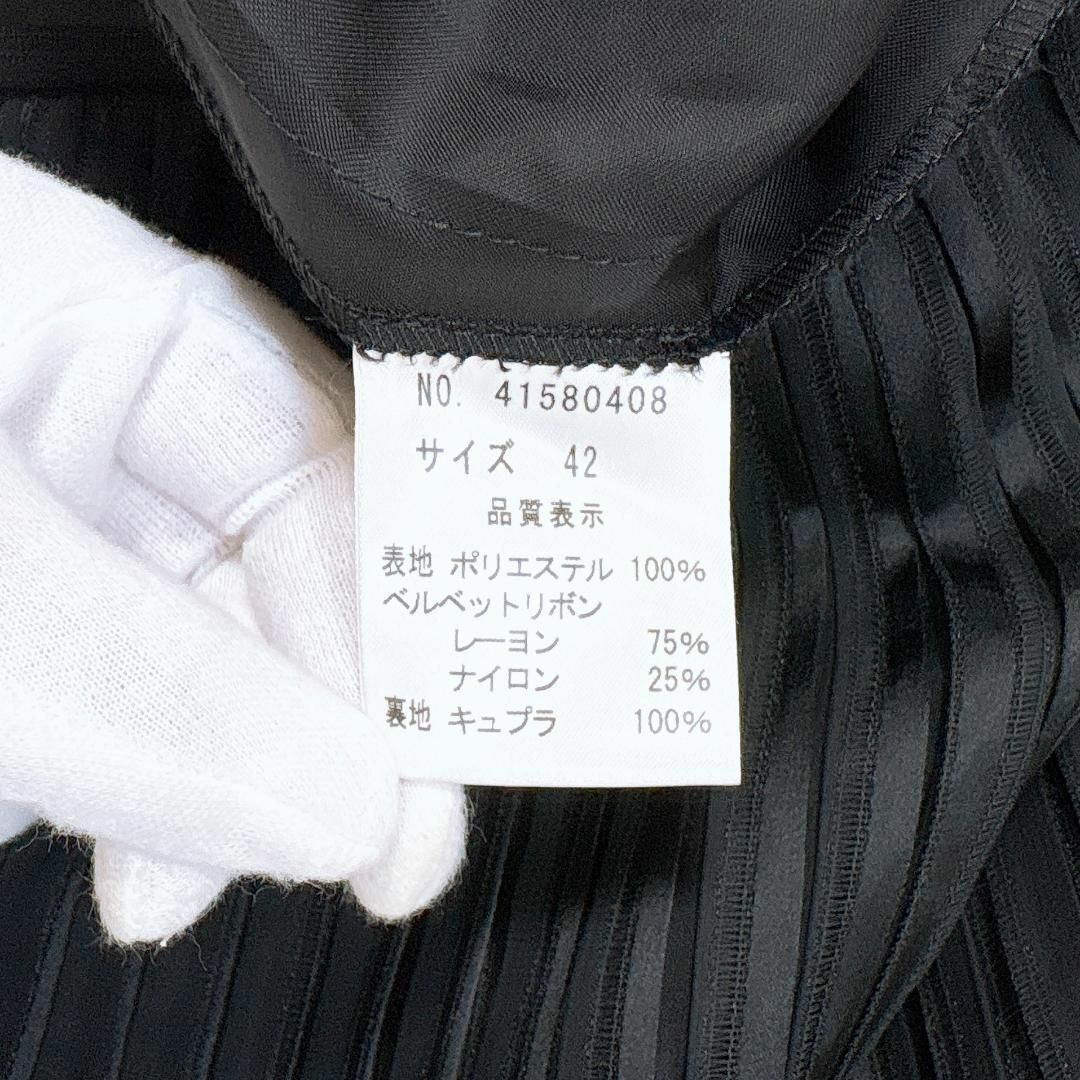 NO. 41580408
サイズ 42
品質表示
表地 ポリエステル 100%
ベルベットリボン
レーヨン 75%
ナイロン 25%
裏地 キュプラ 100%